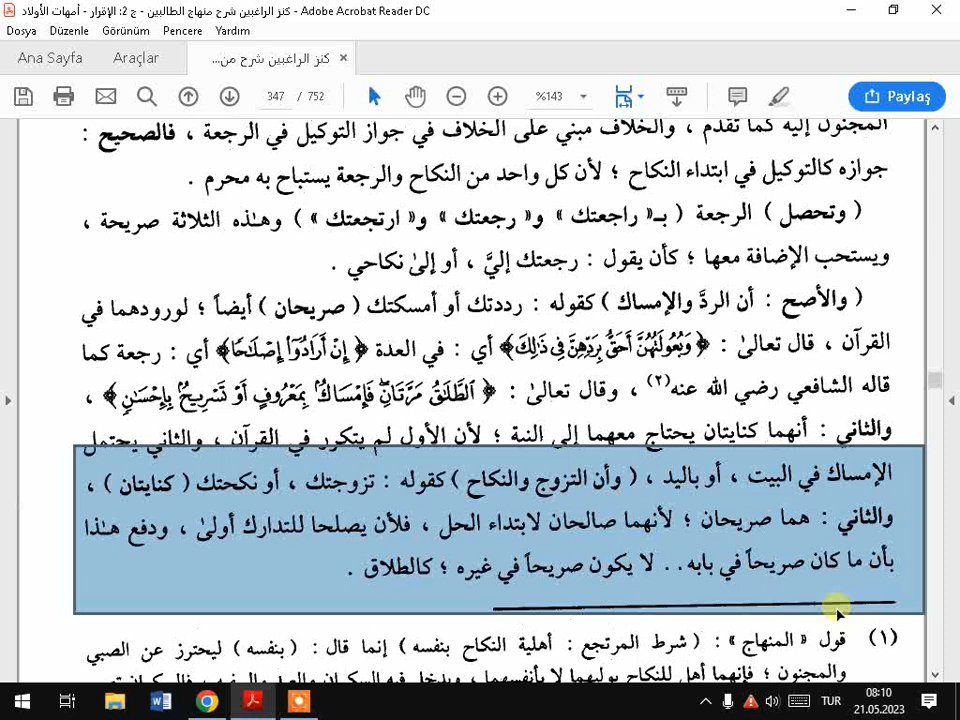 كنز الراغبين شرح منهاج الطالبين - ج 2: الإقرار - أمهات الأولاد - Adobe Acrobat Reader DC
Dosya Düzenle Görünüm Pencere Yardım
Ana Sayfa Araçlar كنز الراغبين شرح من... ×
347 / 752 %143 Paylaş
المجنون إليه كما تقدم ، والخلاف مبني على الخلاف في جواز التوكيل في الرجعة ، فالصحيح :
جوازه كالتوكيل في ابتداء النكاح ؛ لأن كل واحد من النكاح والرجعة يستباح به محرم .
( وتحصل ) الرجعة ( بـ« راجعتك » و« رجعتك » و« ارتجعتك » ) وهـٰذه الثلاثة صريحة ،
ويستحب الإضافة معها ؛ كأن يقول : رجعتك إليَّ ، أو إلىٰ نكاحي .
( والأصح : أن الردَّ والإمساك ) كقوله : رددتك أو أمسكتك ( صريحان ) أيضاً ؛ لورودهما في
القرآن ، قال تعالىٰ : ﴿ وَبُعُولَتُهُنَّ أَحَقُّ بِرَدِّهِنَّ فِى ذَٰلِكَ ﴾ أي : في العدة ﴿ إِنْ أَرَادُوٓا۟ إِصْلَـٰحًا ﴾ أي : رجعة كما
قاله الشافعي رضي الله عنه(٢) ، وقال تعالىٰ : ﴿ ٱلطَّلَـٰقُ مَرَّتَانِ ۖ فَإِمْسَاكٌۢ بِمَعْرُوفٍ أَوْ تَسْرِيحٌۢ بِإِحْسَـٰنٍ ﴾ ،
والثاني : أنهما كنايتان يحتاج معهما إلى النية ؛ لأن الأول لم يتكرر في القرآن ، والثاني يحتمل
الإمساك في البيت ، أو باليد ، ( وأن التزوج والنكاح ) كقوله : تزوجتك ، أو نكحتك ( كنايتان ) ،
والثاني : هما صريحان ؛ لأنهما صالحان لابتداء الحل ، فلأن يصلحا للتدارك أولىٰ ، ودفع هـٰذا
بأن ما كان صريحاً في بابه . . لا يكون صريحاً في غيره ؛ كالطلاق .
(١) قول « المنهاج » : ( شرط المرتجع : أهلية النكاح بنفسه ) إنما قال : ( بنفسه ) ليحترز عن الصبي
والمجنون ؛ فإنهما أهل للنكاح بوليهما لا بأنفسهما
TUR 08:10
21.05.2023